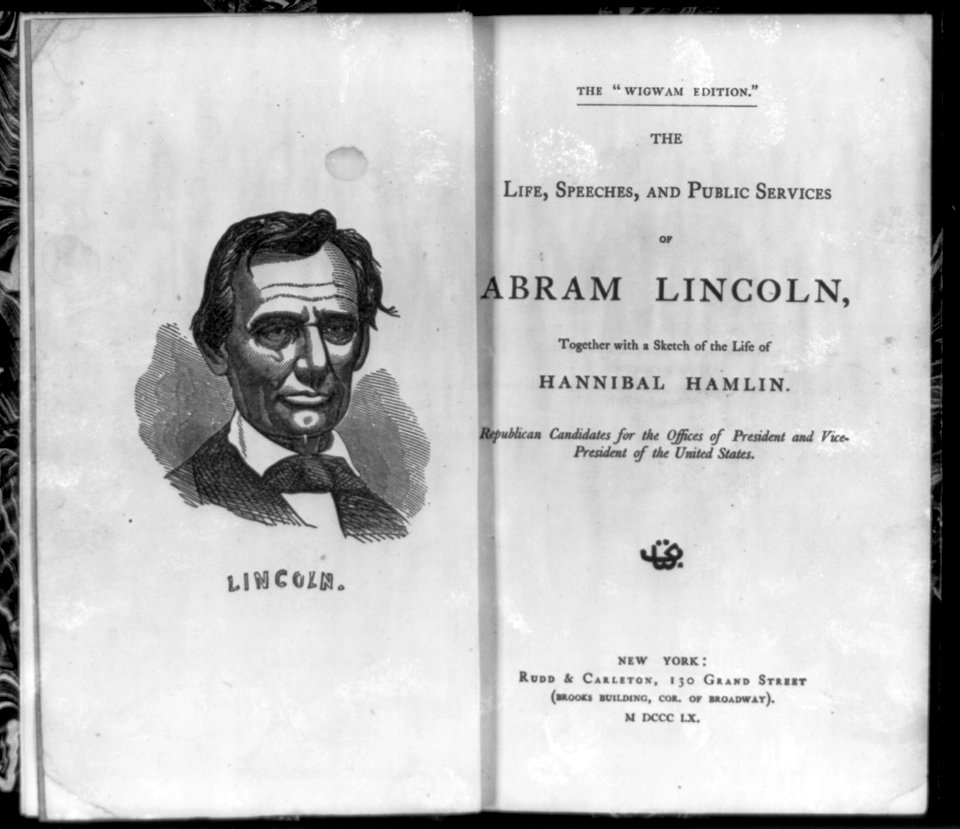 LINCOLN.
THE "WIGWAM EDITION."
THE
LIFE, SPEECHES, AND PUBLIC SERVICES
OF
ABRAM LINCOLN,
Together with a Sketch of the Life of
HANNIBAL HAMLIN.
Republican Candidates for the Offices of President and Vice-
President of the United States.
NEW YORK:
RUDD & CARLETON, 130 GRAND STREET
(BROOKS BUILDING, COR. OF BROADWAY).
M DCCC LX.